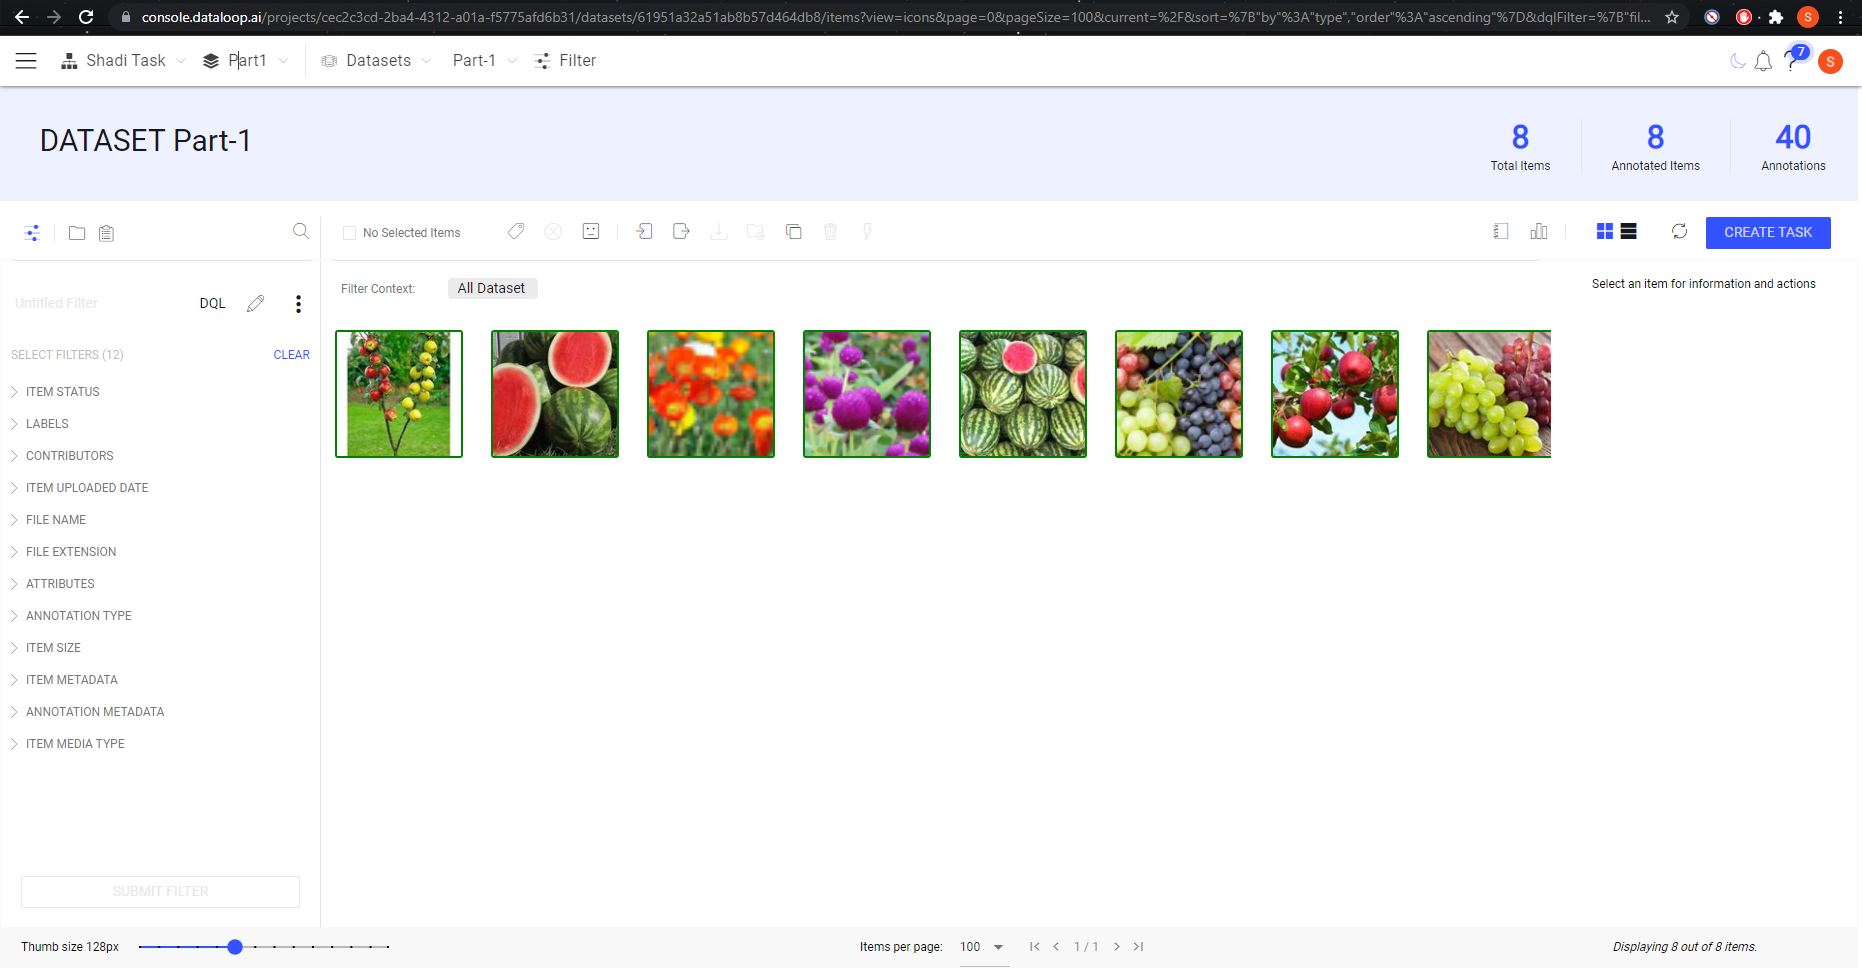 console.dataloop.ai/projects/cec2c3cd-2ba4-4312-a01a-f5775afd6b31/datasets/61951a32a51ab8b57d464db8/items?view=icons&page=0&pageSize=100&current=%2F&sort=%7B"by"%3A"type","order"%3A"ascending"%7D&dqlFilter=%7B"fil... S
Shadi Task Part1 Datasets Part-1 Filter 7 S
DATASET Part-1
8 8 40
Total Items Annotated Items Annotations
No Selected Items CREATE TASK
Filter Context: All Dataset Select an item for information and actions
Untitled Filter DQL
SELECT FILTERS (12) CLEAR
ITEM STATUS
LABELS
CONTRIBUTORS
ITEM UPLOADED DATE
FILE NAME
FILE EXTENSION
ATTRIBUTES
ANNOTATION TYPE
ITEM SIZE
ITEM METADATA
ANNOTATION METADATA
ITEM MEDIA TYPE
SUBMIT FILTER
Thumb size 128px Items per page: 100 1 / 1 Displaying 8 out of 8 items.